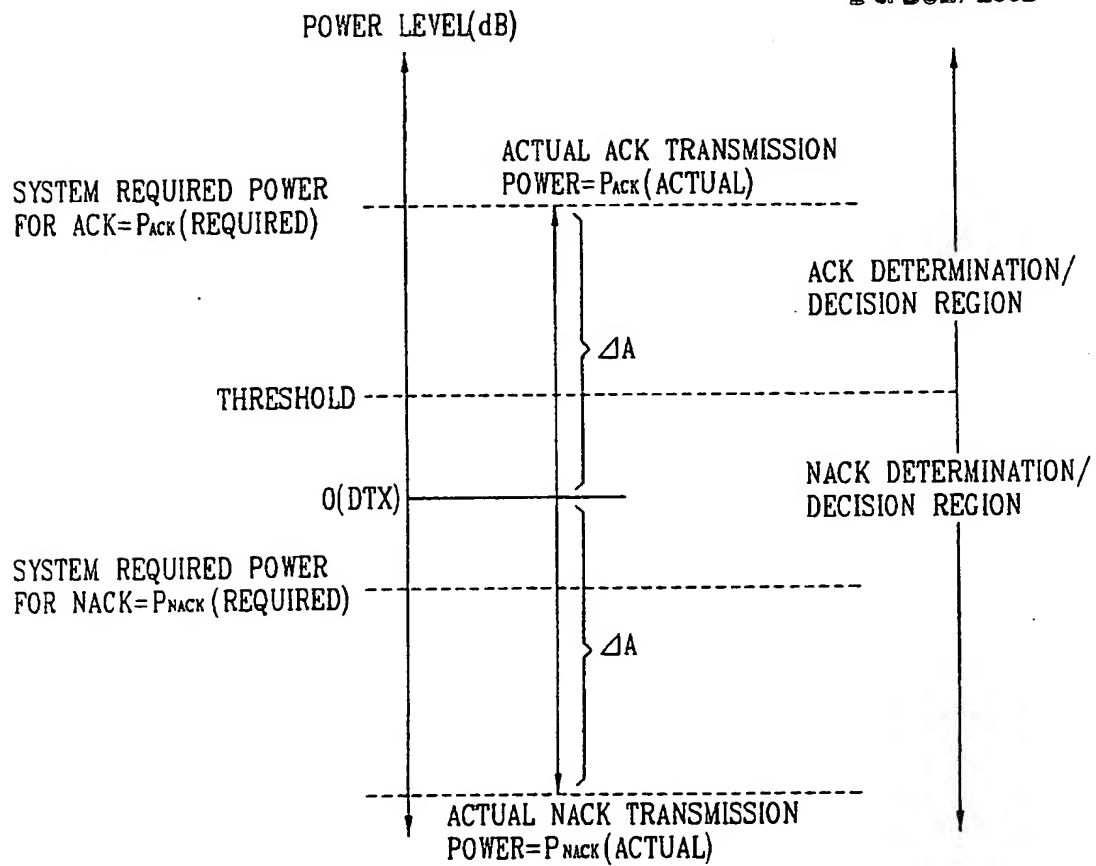 POWER LEVEL(dB)
ACTUAL ACK TRANSMISSION
POWER=PACK(ACTUAL)
SYSTEM REQUIRED POWER
FOR ACK=PACK(REQUIRED)
ACK DETERMINATION/
DECISION REGION
⊿A
THRESHOLD
NACK DETERMINATION/
DECISION REGION
0(DTX)
SYSTEM REQUIRED POWER
FOR NACK=PNACK(REQUIRED)
⊿A
ACTUAL NACK TRANSMISSION
POWER=PNACK(ACTUAL)